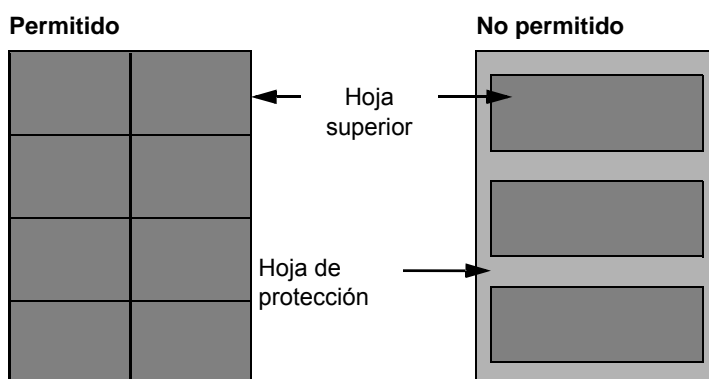 Permitido
No permitido
Hoja
superior
Hoja de
protección